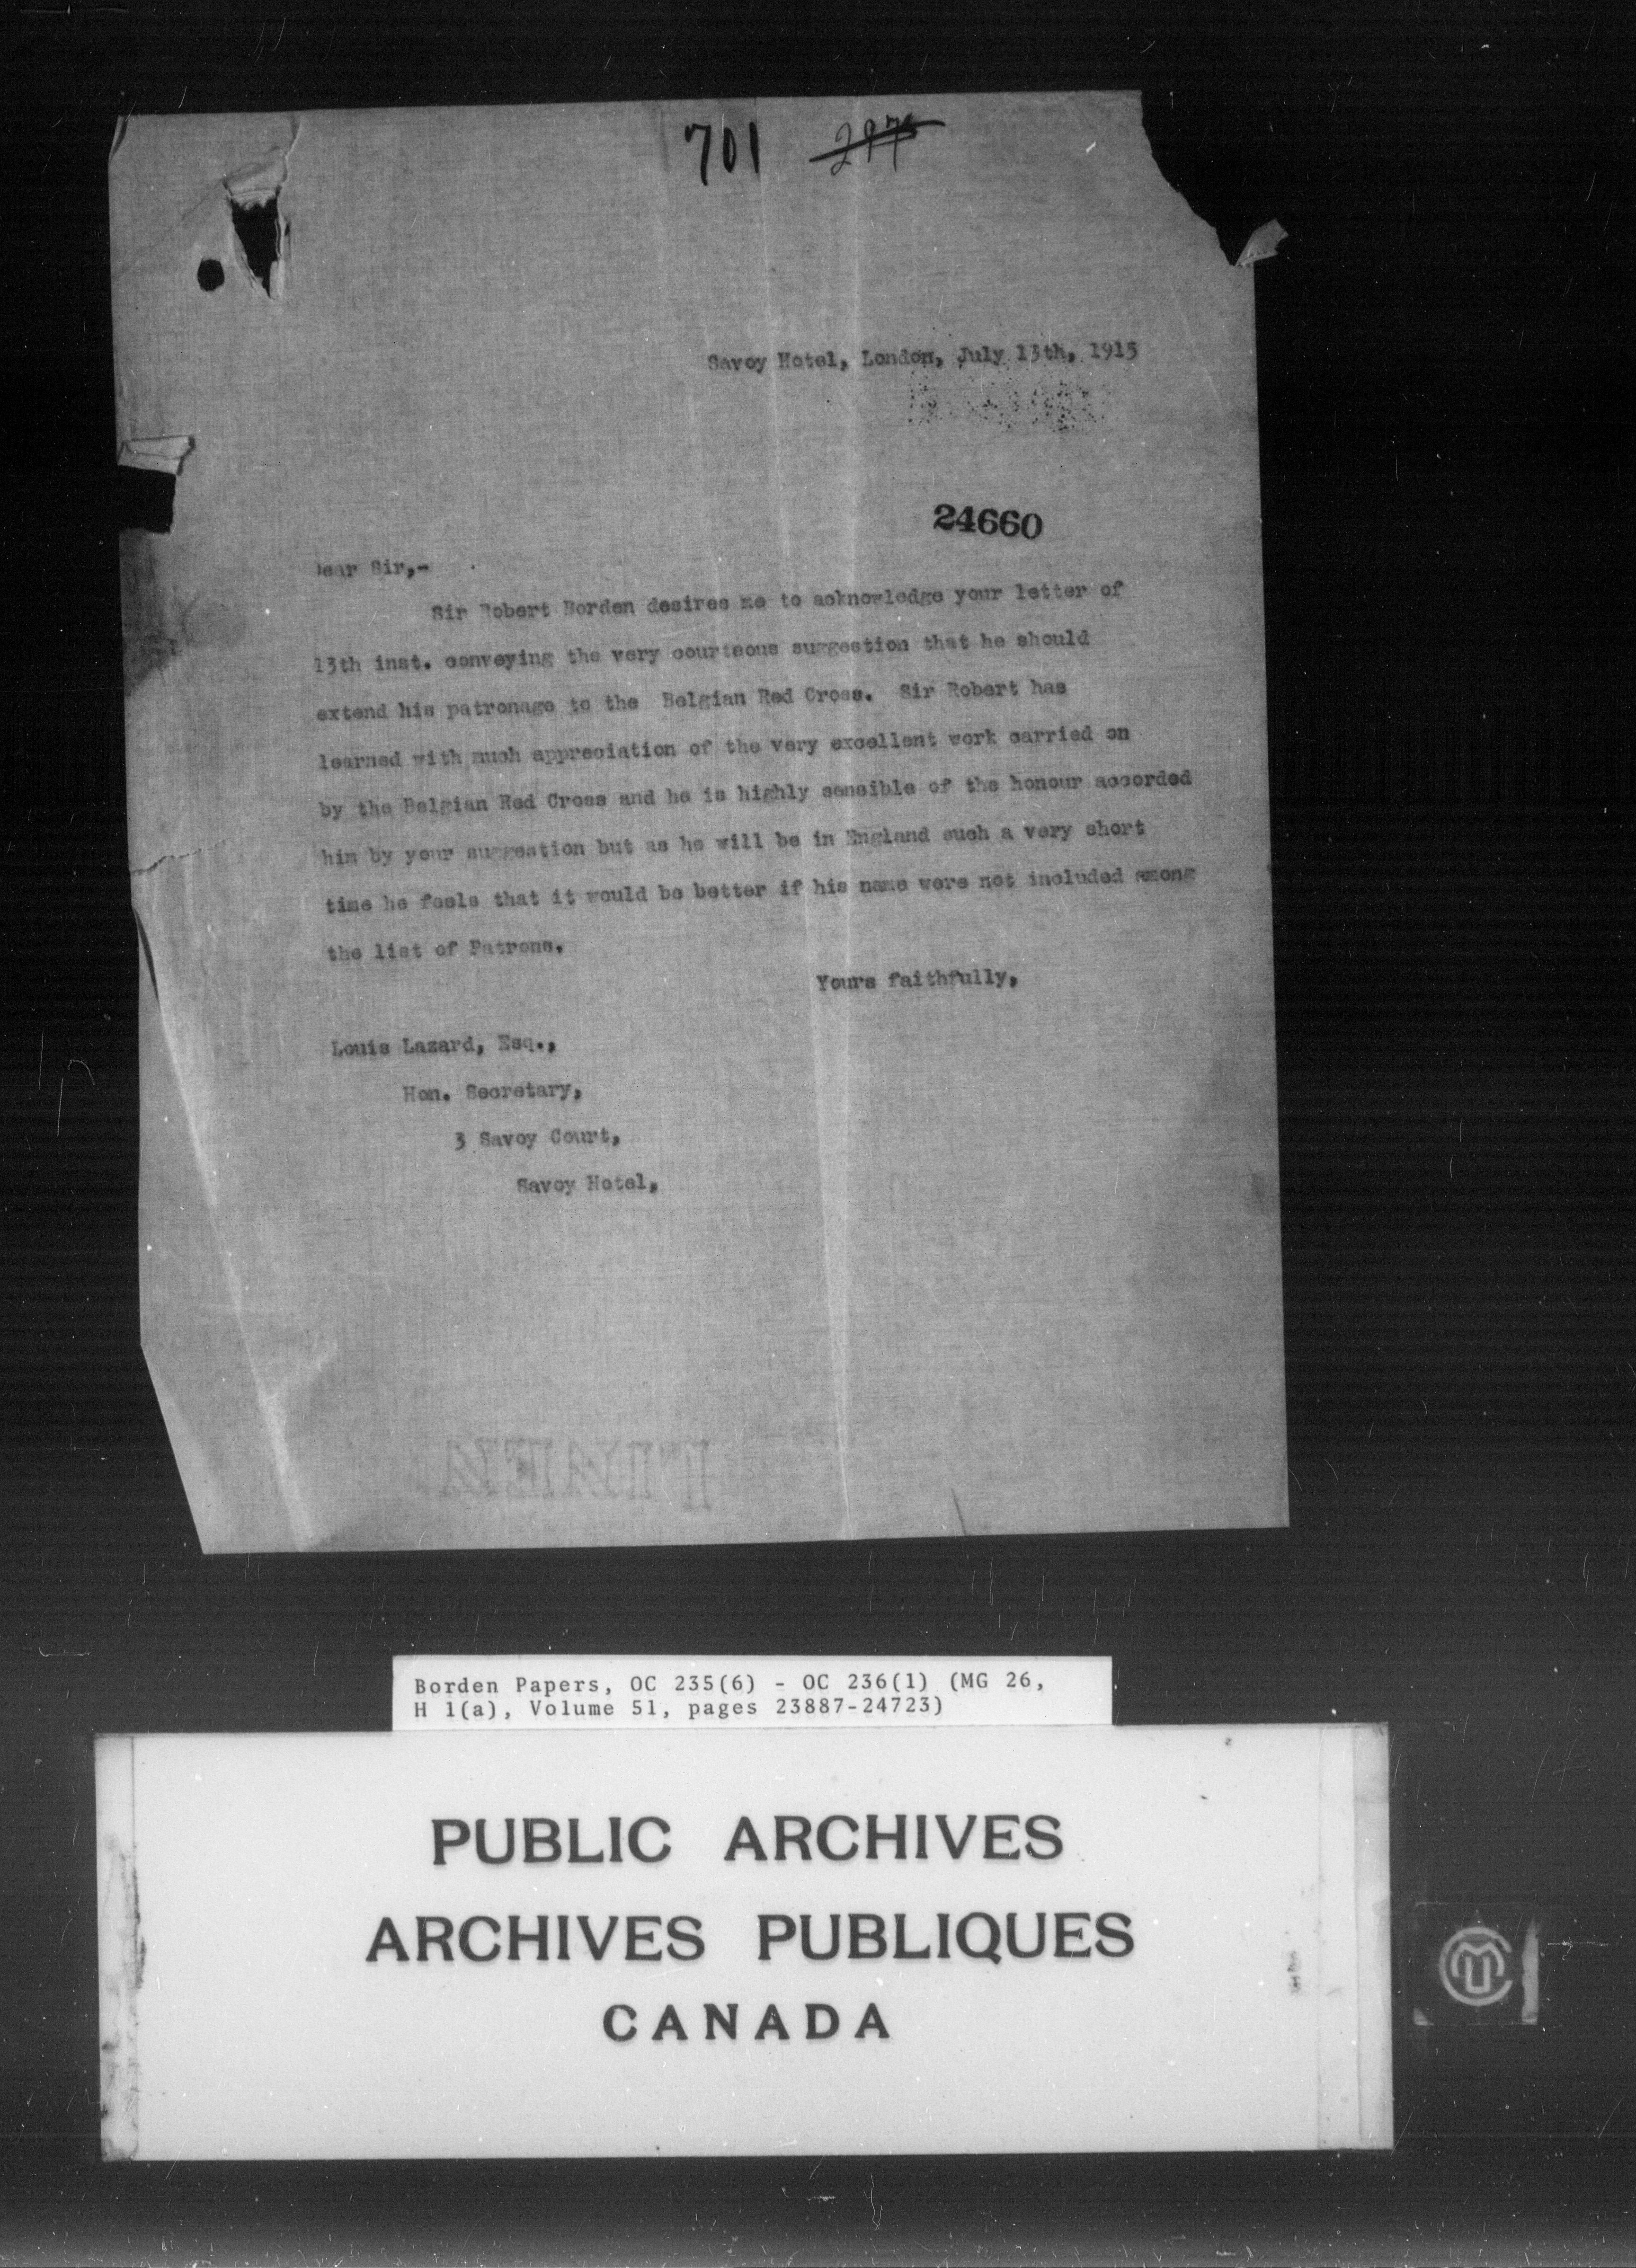 701 297
Savoy Hotel, London, July 13th, 1915
24660
Dear Sir,-
Sir Robert Borden desires me to acknowledge your letter of
13th inst. conveying the very courteous suggestion that he should
extend his patronage to the Belgian Red Cross. Sir Robert has
learned with much appreciation of the very excellent work carried on
by the Belgian Red Cross and he is highly sensible of the honour accorded
him by your suggestion but as he will be in England such a very short
time he feels that it would be better if his name were not included among
the list of Patrons.
Yours faithfully,
Louis Lazard, Esq.,
Hon. Secretary,
3 Savoy Court,
Savoy Hotel,
Borden Papers, OC 235(6) - OC 236(1) (MG 26,
H 1(a), Volume 51, pages 23887-24723)
PUBLIC ARCHIVES
ARCHIVES PUBLIQUES
CANADA